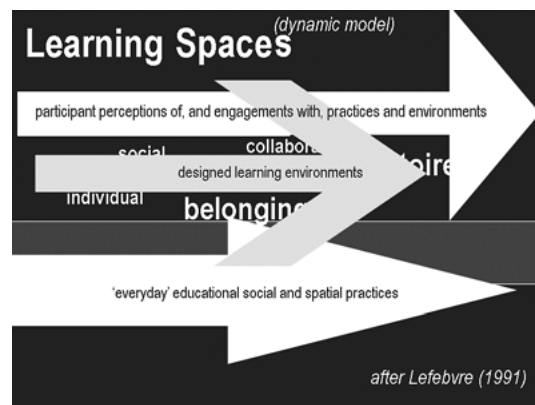 (dynamic model)
Learning Spaces
participant perceptions of, and engagements with, practices and environments
social
designed learning environments
individual
‘everyday’ educational social and spatial practices
after Lefebvre (1991)